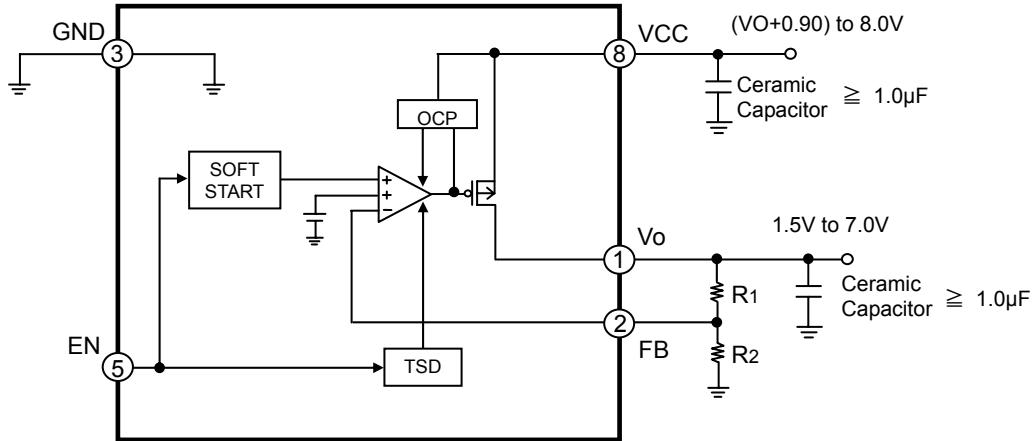 GND
3
VCC
8
(VO+0.90) to 8.0V
Ceramic
Capacitor ≧ 1.0µF
OCP
SOFT
START
+
+
−
Vo
1
1.5V to 7.0V
R1
Ceramic
Capacitor ≧ 1.0µF
2
FB
R2
EN
5
TSD